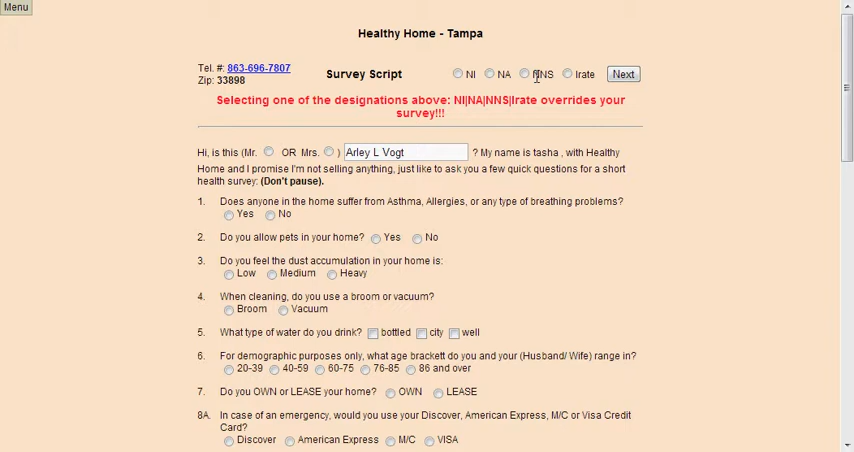 Menu
Healthy Home - Tampa
Tel. #: 863-696-7807
Zip: 33898
Survey Script
NI NA NNS Irate Next
Selecting one of the designations above: NI|NA|NNS|Irate overrides your
survey!!!
Hi, is this (Mr. OR Mrs. ) Arley L Vogt ? My name is tasha , with Healthy
Home and I promise I'm not selling anything, just like to ask you a few quick questions for a short
health survey: (Don't pause).
1. Does anyone in the home suffer from Asthma, Allergies, or any type of breathing problems?
Yes No
2. Do you allow pets in your home? Yes No
3. Do you feel the dust accumulation in your home is:
Low Medium Heavy
4. When cleaning, do you use a broom or vacuum?
Broom Vacuum
5. What type of water do you drink? bottled city well
6. For demographic purposes only, what age bracket do you and your (Husband/ Wife) range in?
20-39 40-59 60-75 76-85 86 and over
7. Do you OWN or LEASE your home? OWN LEASE
8A. In case of an emergency, would you use your Discover, American Express, M/C or Visa Credit
Card?
Discover American Express M/C VISA